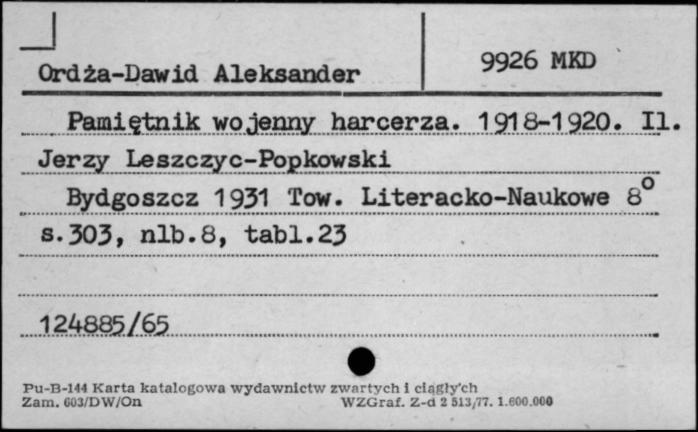 Ordża-Dawid Aleksander
9926 MKD
Pamiętnik wojenny harcerza. 1918-1920. Il.
Jerzy Leszczyc-Popkowski
Bydgoszcz 1931 Tow. Literacko-Naukowe 8°
s.303, nlb.8, tabl.23
124885/65
Pu-B-144 Karta katalogowa wydawnictw zwartych i ciągły'ch
Zam. 603/DW/On WZGraf. Z-d 2 513/77. 1.600.000